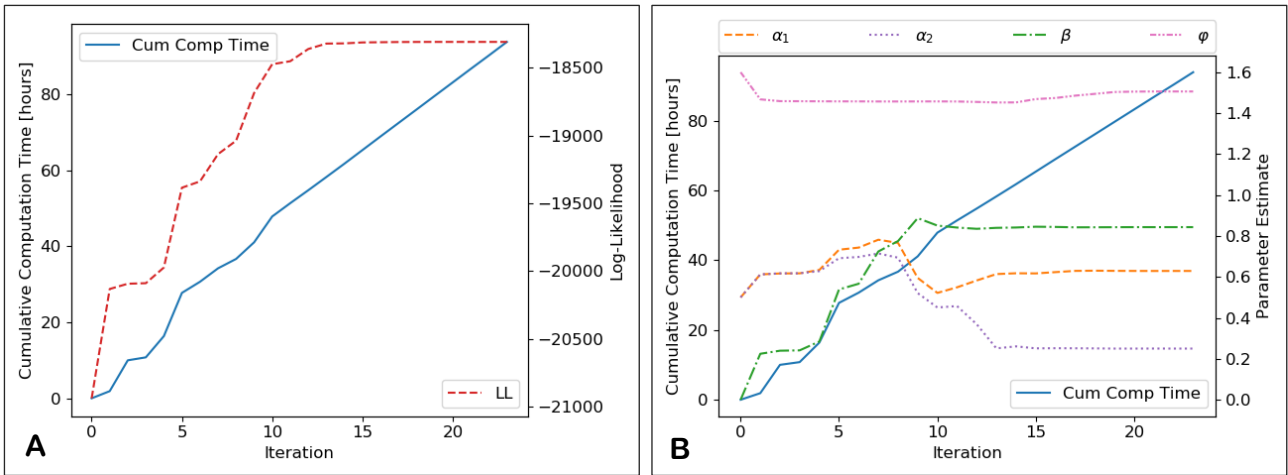 Cum Comp Time
LL
Cumulative Computation Time [hours]
0
20
40
60
80
−18500
−19000
−19500
−20000
−20500
−21000
Log-Likelihood
0 5 10 15 20
Iteration
A
α₁ α₂ β φ
Cumulative Computation Time [hours]
80
60
40
20
0
1.6
1.4
1.2
1.0
0.8
0.6
0.4
0.2
0.0
Parameter Estimate
Cum Comp Time
0 5 10 15 20
Iteration
B